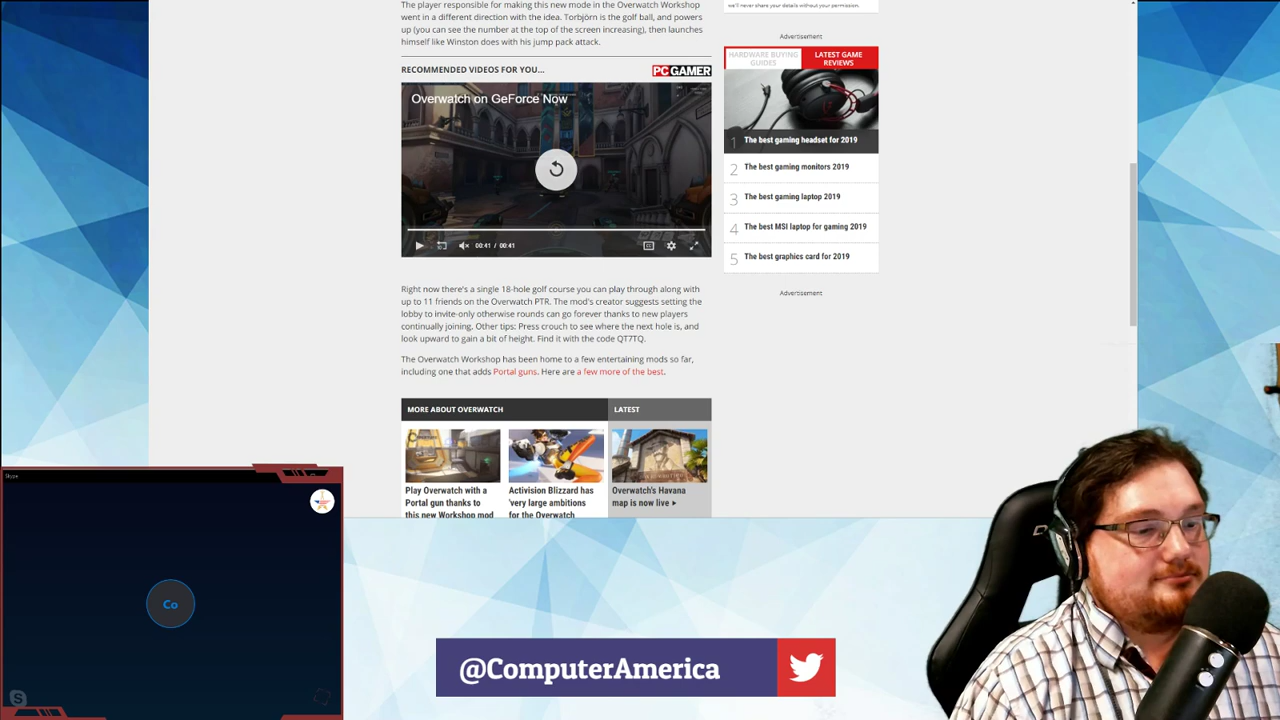 The player responsible for making this new mode in the Overwatch Workshop
went in a different direction with the idea. Torbjörn is the golf ball, and powers
up (you can see the number at the top of the screen increasing), then launches
himself like Winston does with his jump pack attack.
RECOMMENDED VIDEOS FOR YOU...
PC GAMER
Overwatch on GeForce Now
00:41 / 00:41
Right now there's a single 18-hole golf course you can play through along with
up to 11 friends on the Overwatch PTR. The mod's creator suggests setting the
lobby to invite-only otherwise rounds can go forever thanks to new players
continually joining. Other tips: Press crouch to see where the next hole is, and
look upward to gain a bit of height. Find it with the code QT7TQ.
The Overwatch Workshop has been home to a few entertaining mods so far,
including one that adds Portal guns. Here are a few more of the best.
MORE ABOUT OVERWATCH
LATEST
Play Overwatch with a
Portal gun thanks to
this new Workshop mod
Activision Blizzard has
'very large ambitions
for the Overwatch
Overwatch's Havana
map is now live ▸
we'll never share your details without your permission.
Advertisement
HARDWARE BUYING
GUIDES
LATEST GAME
REVIEWS
1 The best gaming headset for 2019
2 The best gaming monitors 2019
3 The best gaming laptop 2019
4 The best MSI laptop for gaming 2019
5 The best graphics card for 2019
Advertisement
Skype
Co
@ComputerAmerica